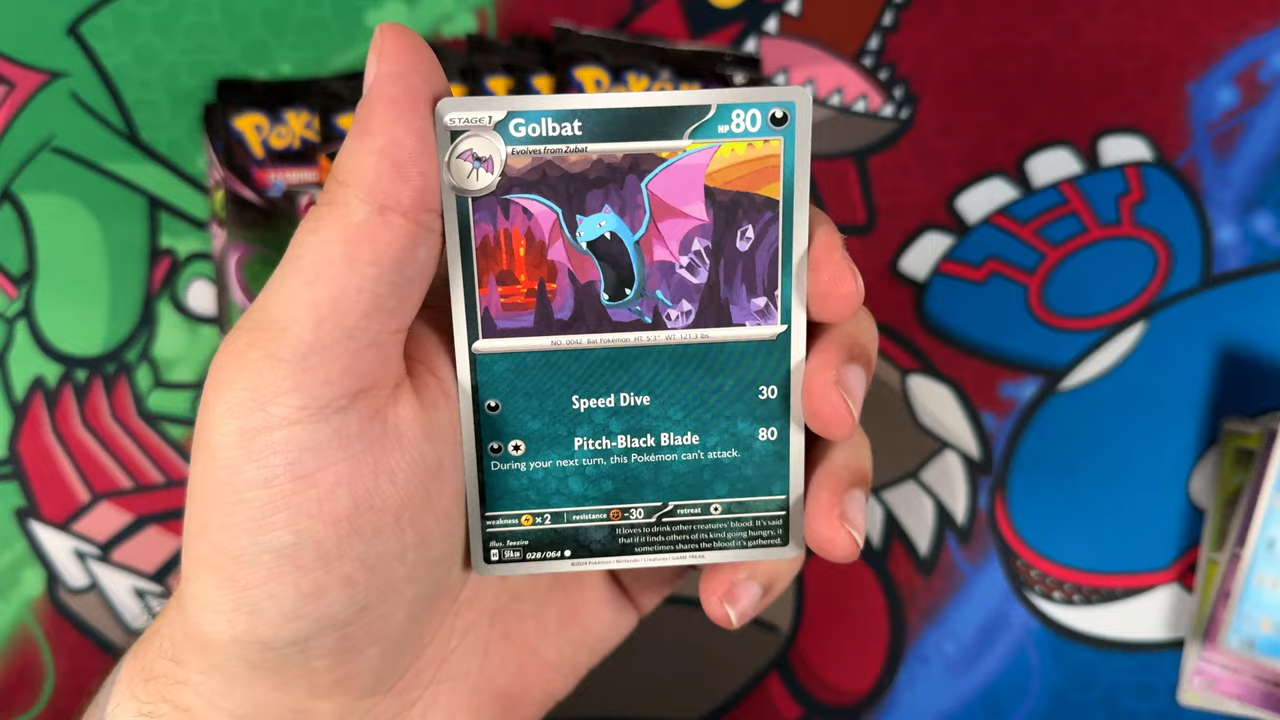 Poké
STAGE 1
Golbat
HP 80
Evolves from Zubat
NO. 0042 Bat Pokémon HT: 5'3" WT: 121.3 lbs
Speed Dive 30
Pitch-Black Blade 80
During your next turn, this Pokémon can't attack.
weakness ×2 resistance -30 retreat
It loves to drink other creatures' blood. It's said
that if it finds others of its kind going hungry, it
sometimes shares the blood it's gathered.
Illus. Teeziro
H SFA EN 028/064
©2024 Pokémon / Nintendo / Creatures / GAME FREAK